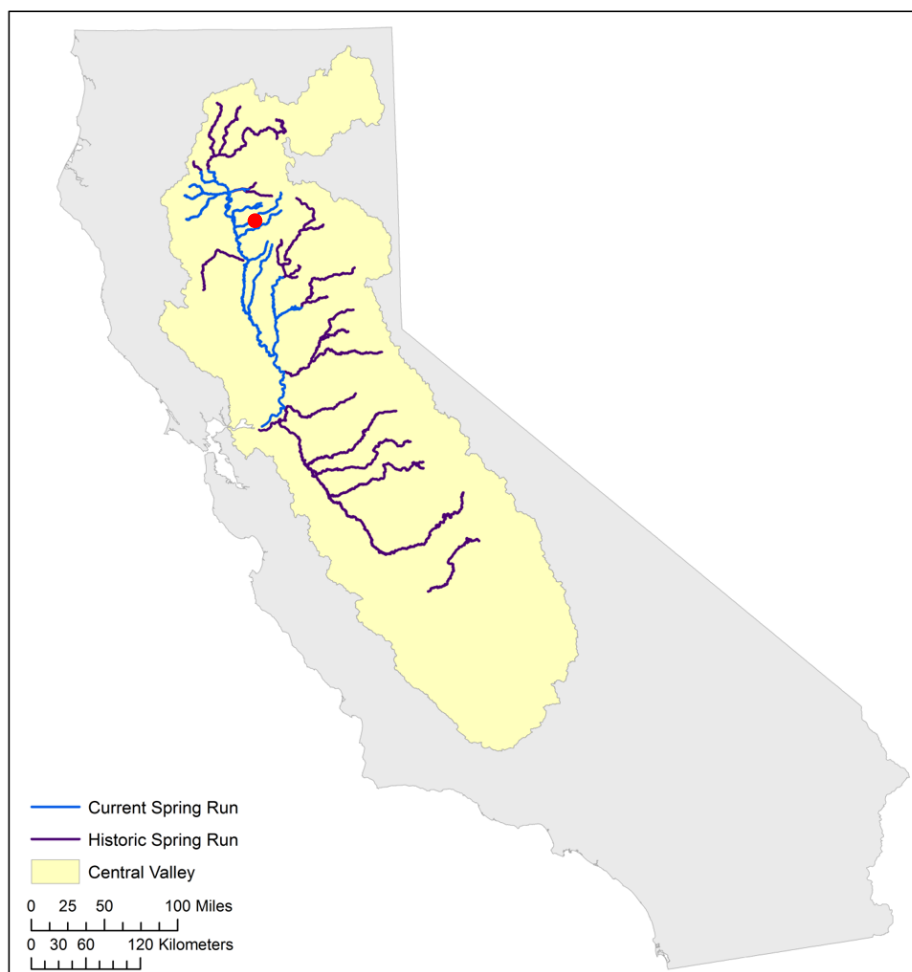 Current Spring Run
Historic Spring Run
Central Valley
0 25 50 100 Miles
0 30 60 120 Kilometers